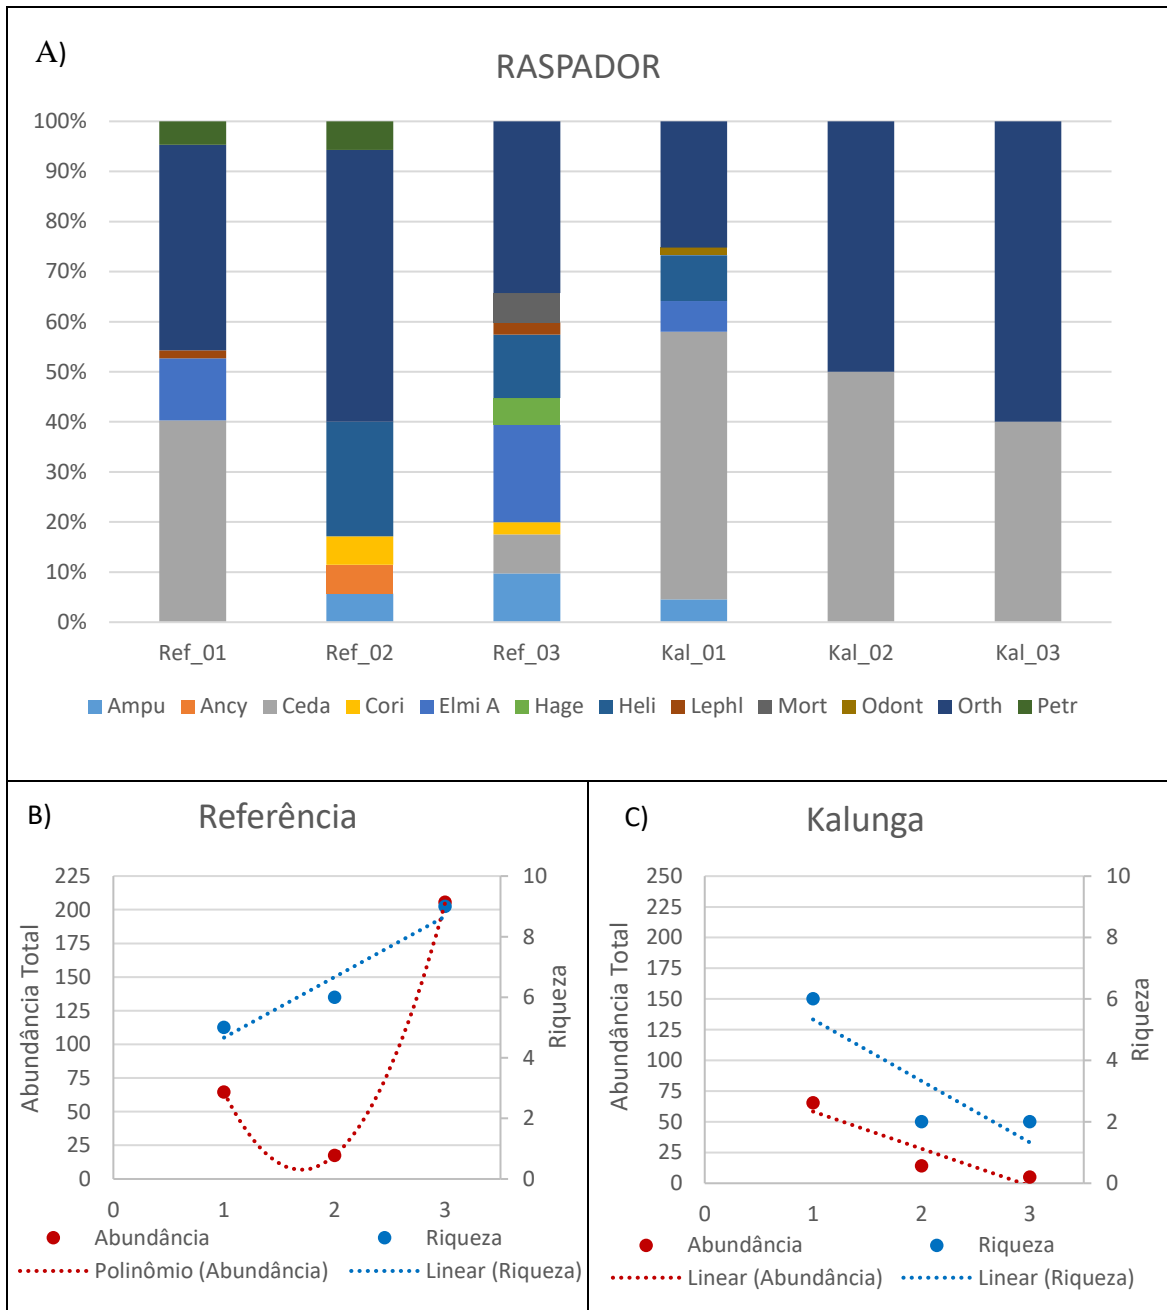 A)
RASPADOR
100%
90%
80%
70%
60%
50%
40%
30%
20%
10%
0%
Ref_01 Ref_02 Ref_03 Kal_01 Kal_02 Kal_03
Ampu Ancy Ceda Cori Elmi A Hage Heli Lephl Mort Odont Orth Petr
B)
Referência
Abundância Total
225
200
175
150
125
100
75
50
25
0
10
8
6
4
2
0
Riqueza
0 1 2 3
Abundância Riqueza
Polinômio (Abundância) Linear (Riqueza)
C)
Kalunga
Abundância Total
250
225
200
175
150
125
100
75
50
25
0
10
8
6
4
2
0
Riqueza
0 1 2 3
Abundância Riqueza
Linear (Abundância) Linear (Riqueza)